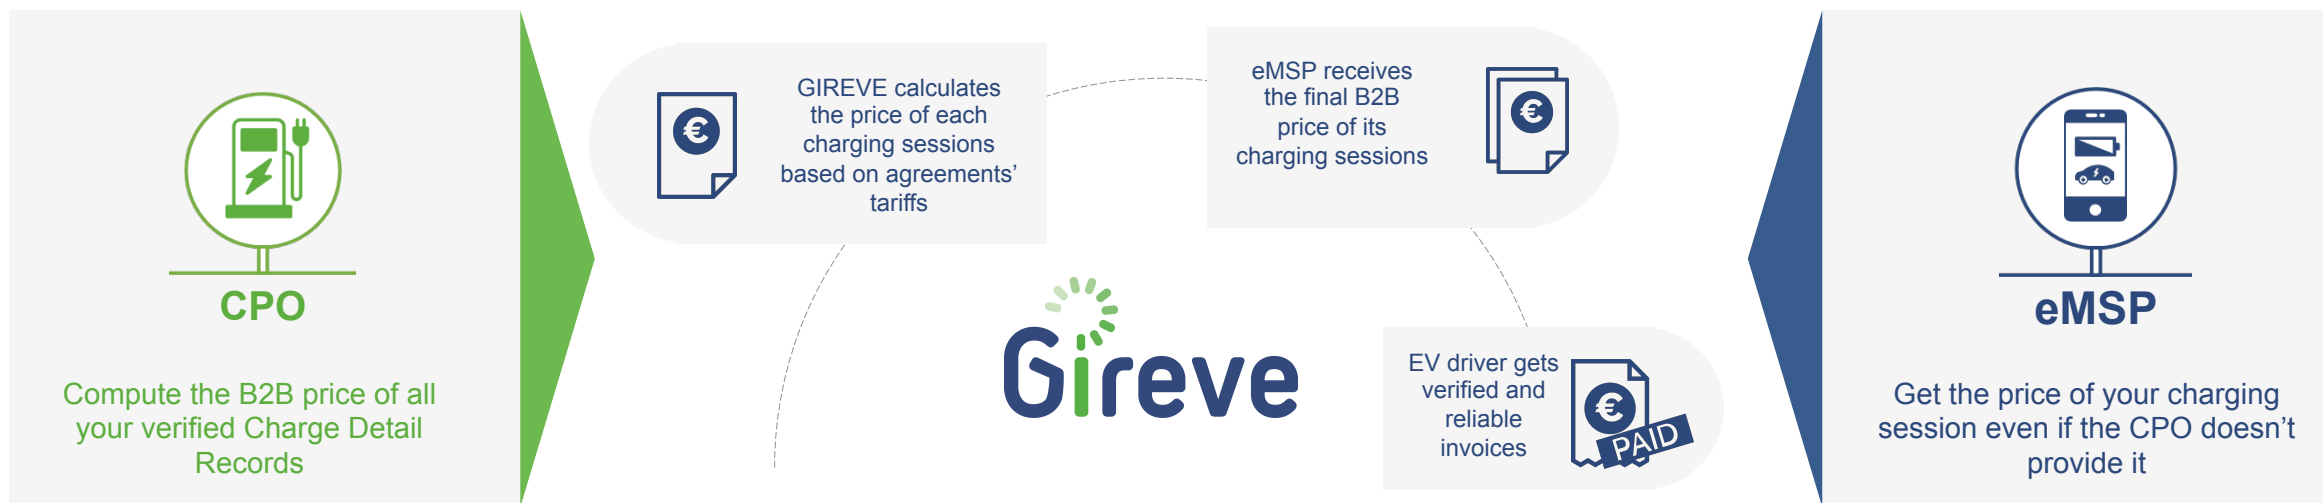 CPO
Compute the B2B price of all
your verified Charge Detail
Records
€
GIREVE calculates
the price of each
charging sessions
based on agreements’
tariffs
eMSP receives
the final B2B
price of its
charging sessions
€
Gireve
EV driver gets
verified and
reliable
invoices
€
PAID
eMSP
Get the price of your charging
session even if the CPO doesn’t
provide it